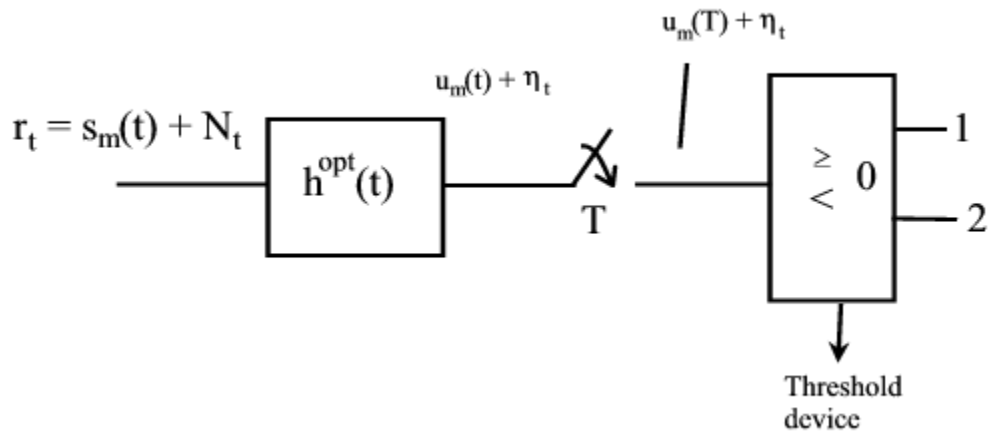 u_m(T) + η_t
u_m(t) + η_t
r_t = s_m(t) + N_t
h^opt(t)
T
≥
<
0
1
2
Threshold
device